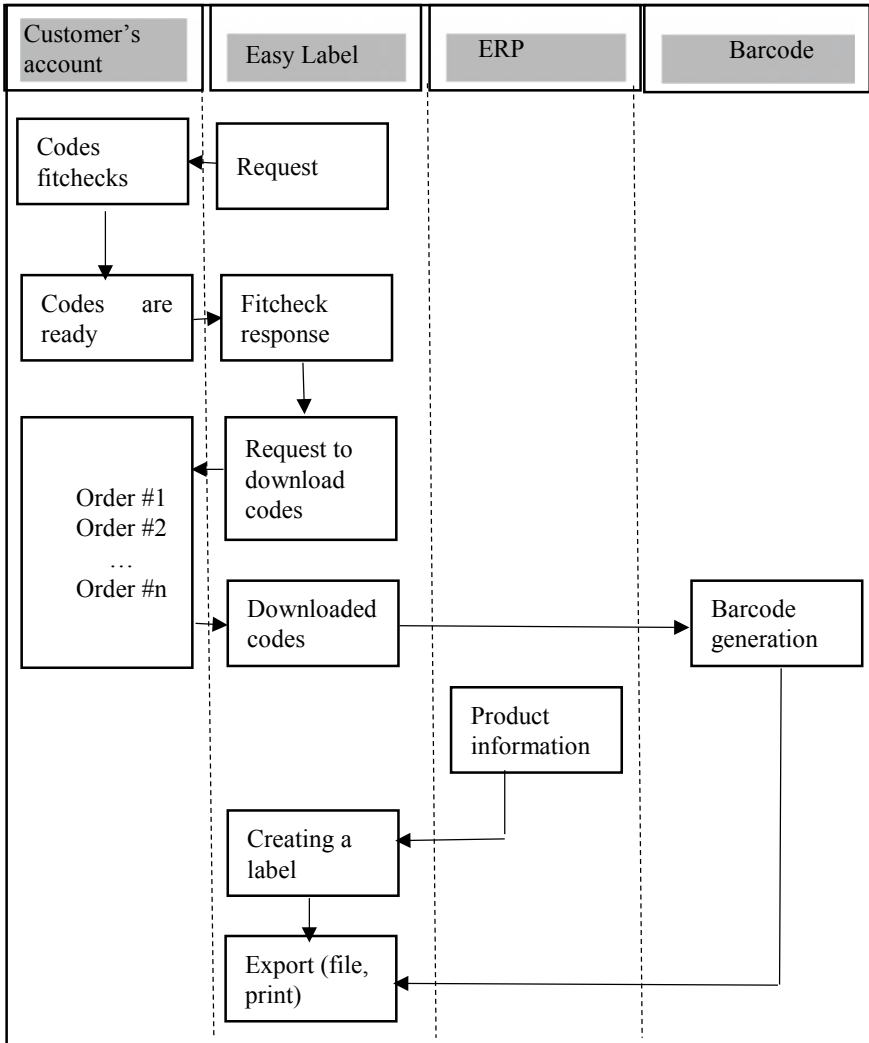 Customer's
account
Easy Label
ERP
Barcode
Codes
fitchecks
Request
Codes are
ready
Fitcheck
response
Order #1
Order #2
…
Order #n
Request to
download
codes
Downloaded
codes
Barcode
generation
Product
information
Creating a
label
Export (file,
print)